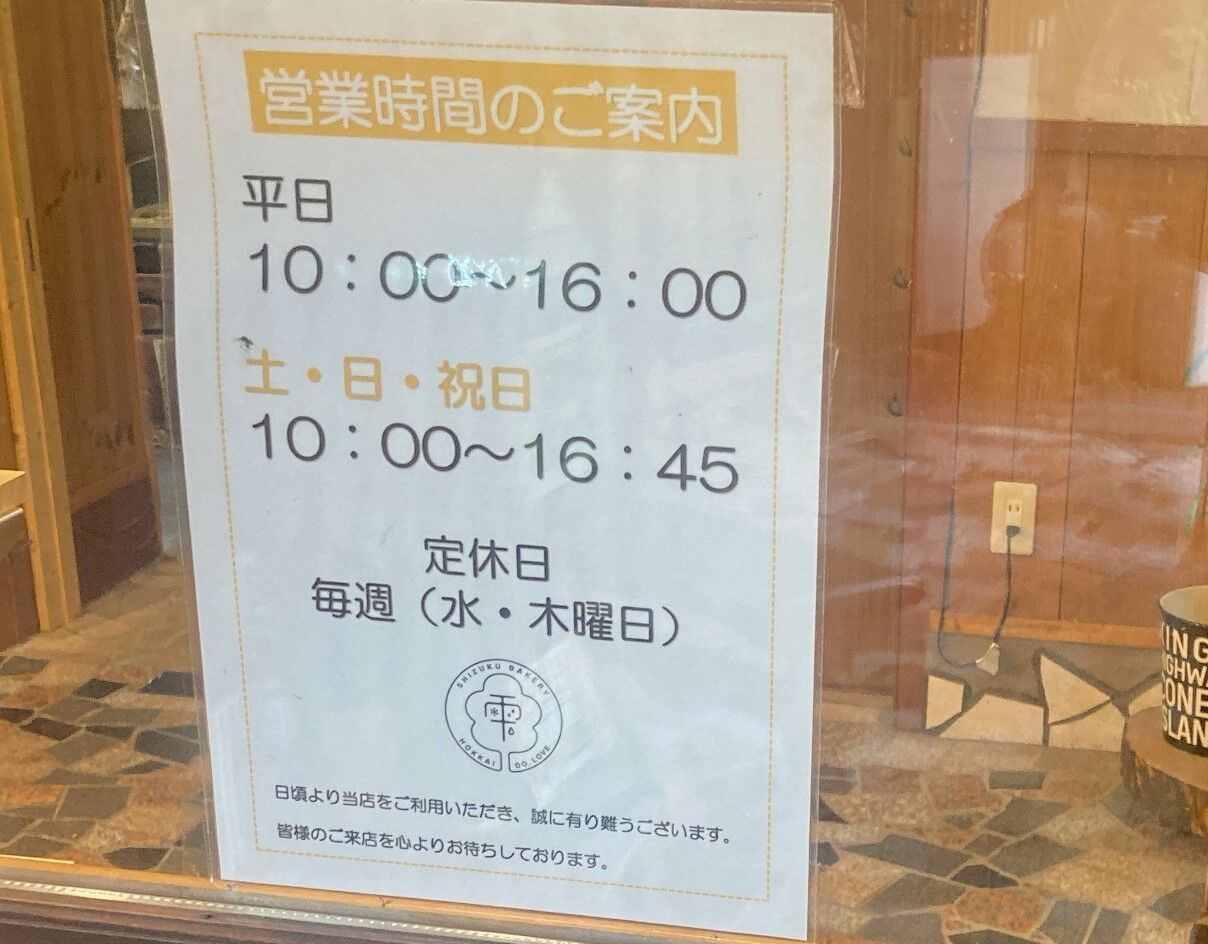 営業時間のご案内
平日
10：00～16：00
土・日・祝日
10：00～16：45
定休日
毎週（水・木曜日）
SHIZUKU BAKERY
雫
HOKKAI DO.LOVE
日頃より当店をご利用いただき、誠に有り難うございます。
皆様のご来店を心よりお待ちしております。